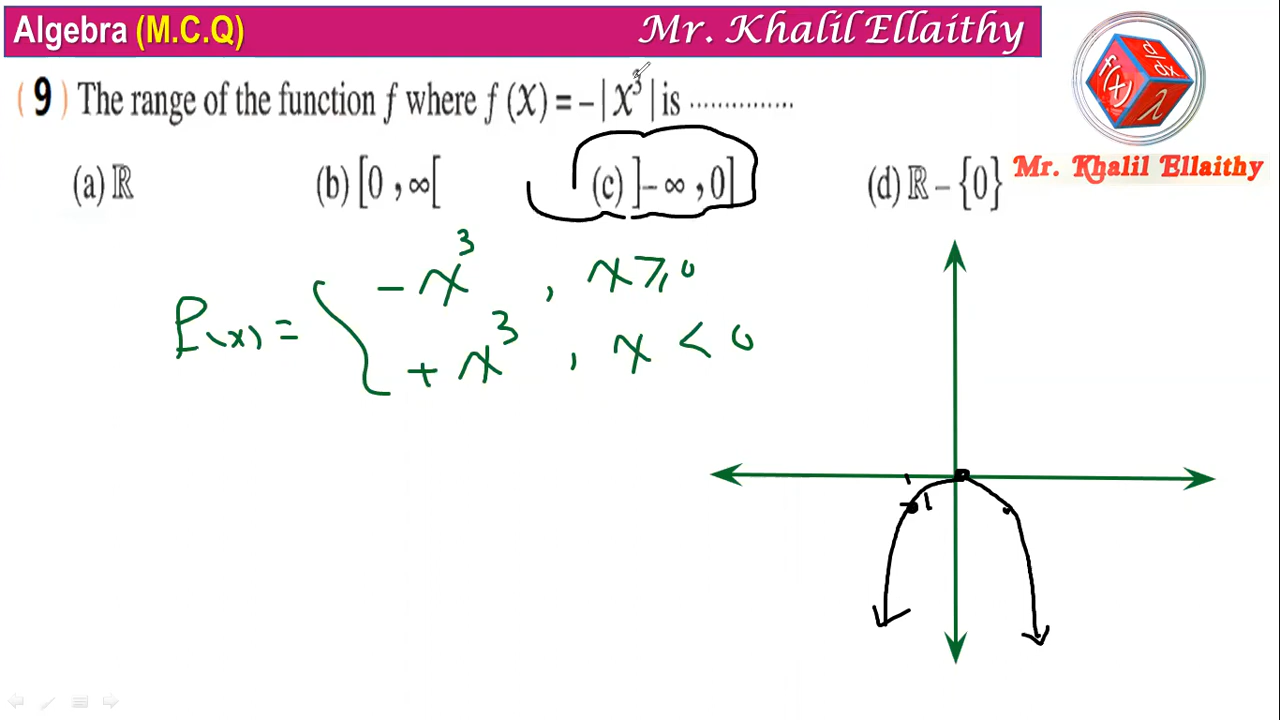 Algebra (M.C.Q) Mr. Khalil Ellaithy
(9) The range of the function f where f (X) = –|X³| is ...............
(a) ℝ (b) [0 , ∞[ (c) ]– ∞ , 0] (d) ℝ – {0}
f(x)
d/dx
λ
Mr. Khalil Ellaithy
f(x) = { – x³ , x ⩾ 0
+ x³ , x < 0
– 1